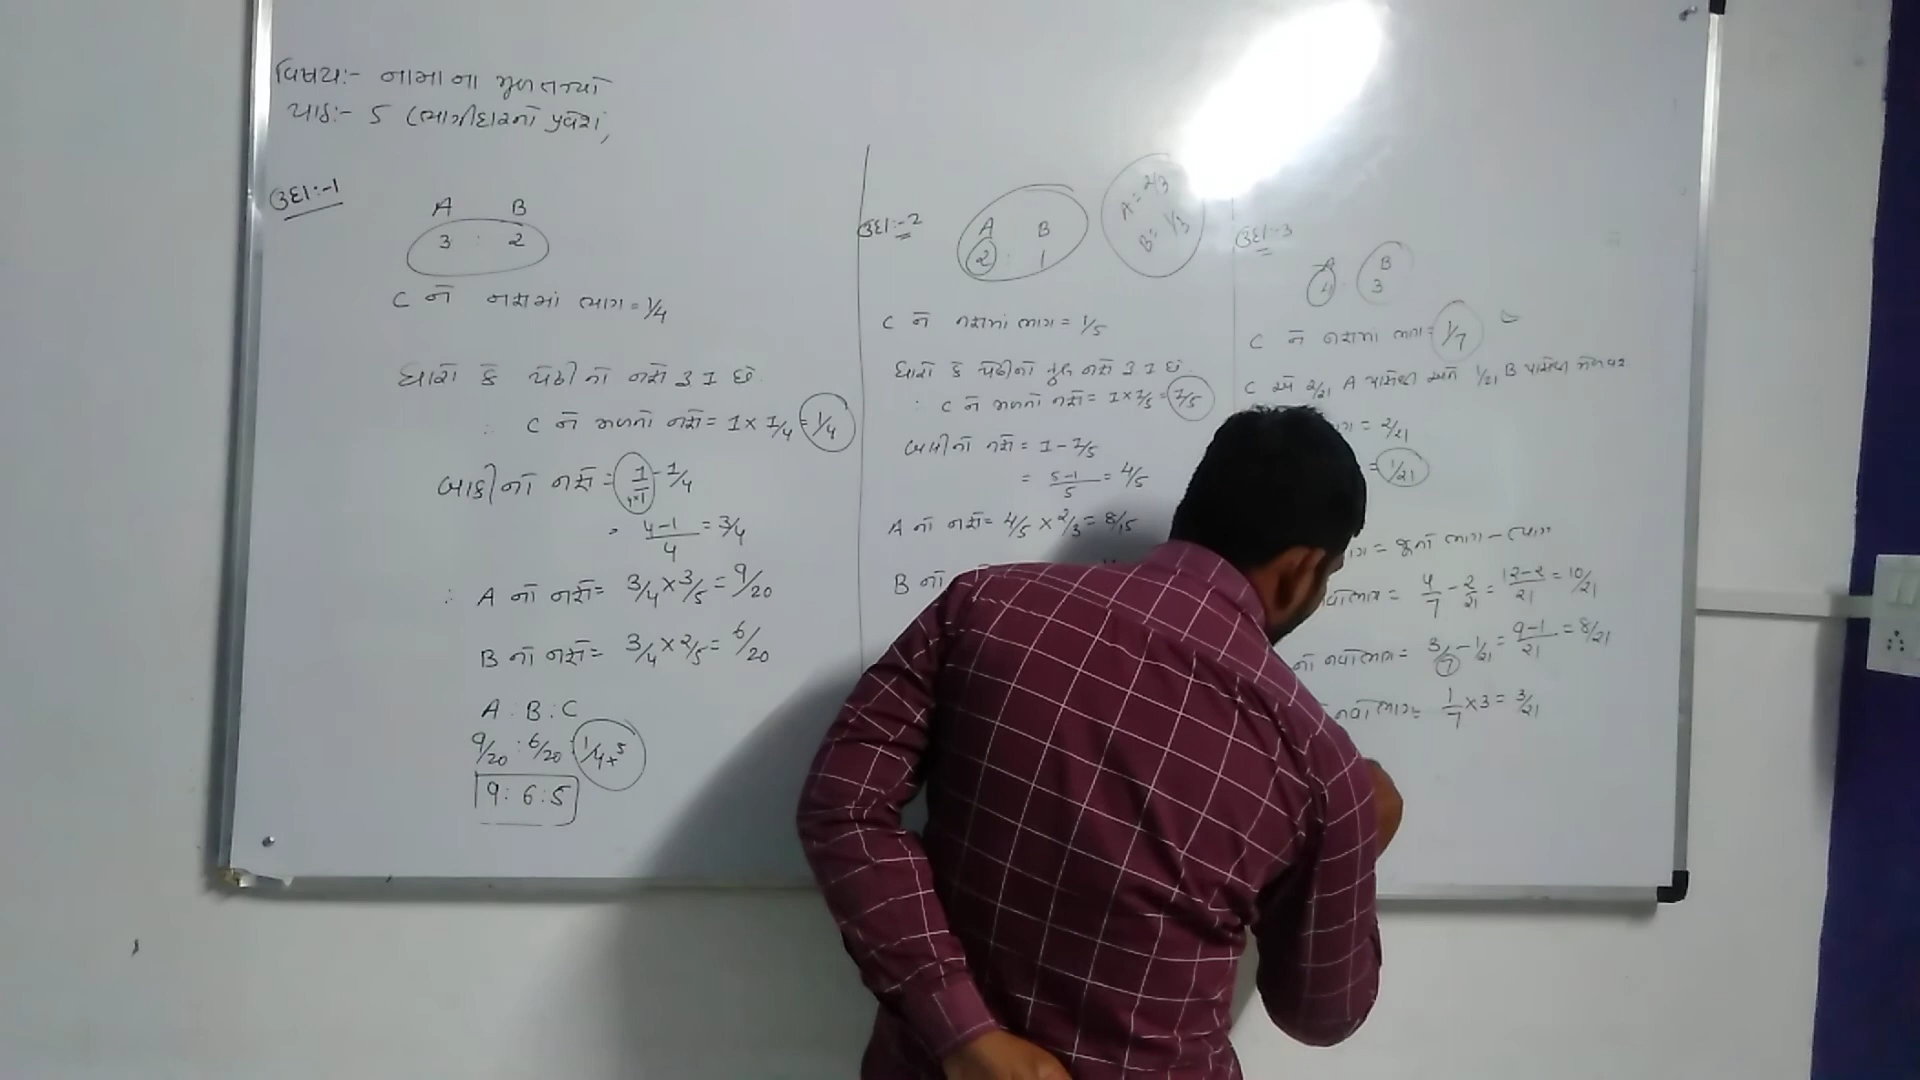 વિષય:- નામાના મૂળતત્વો
પાઠ:- 5 (ભાગીદારનો પ્રવેશ)
ઉદા:-1
A B
3 : 2
C ને નફામાં ભાગ = 1/4
ધારો કે પેઢીનો નફો ₹ 1 છે.
∴ C ને મળતો નફો = 1 × 1/4 = 1/4
બાકીનો નફો = 1/1 - 1/4
= 4-1/4 = 3/4
∴ A નો નફો = 3/4 × 3/5 = 9/20
B નો નફો = 3/4 × 2/5 = 6/20
A : B : C
9/20 : 6/20 : 1/4 × 5
9 : 6 : 5
ઉદા:-2
A B
2 : 1
A = 2/3
B = 1/3
C ને નફામાં ભાગ = 1/5
ધારો કે પેઢીનો કુલ નફો ₹ 1 છે.
∴ C ને મળતો નફો = 1 × 1/5 = 1/5
બાકીનો નફો = 1 - 1/5
= 5-1/5 = 4/5
A નો નફો = 4/5 × 2/3 = 8/15
B નો
ઉદા:-3
A B
4 : 3
C ને નફામાં ભાગ = 1/7
C એ 2/21 A પાસેથી અને 1/21 B પાસેથી મેળવેલ
= 2/21
= 1/21
= જુનો ભાગ - ત્યાગ
= 4/7 - 2/21 = 12-2/21 = 10/21
નો નવો ભાગ = 3/7 - 1/21 = 9-1/21 = 8/21
નવો ભાગ = 1/7 × 3 = 3/21